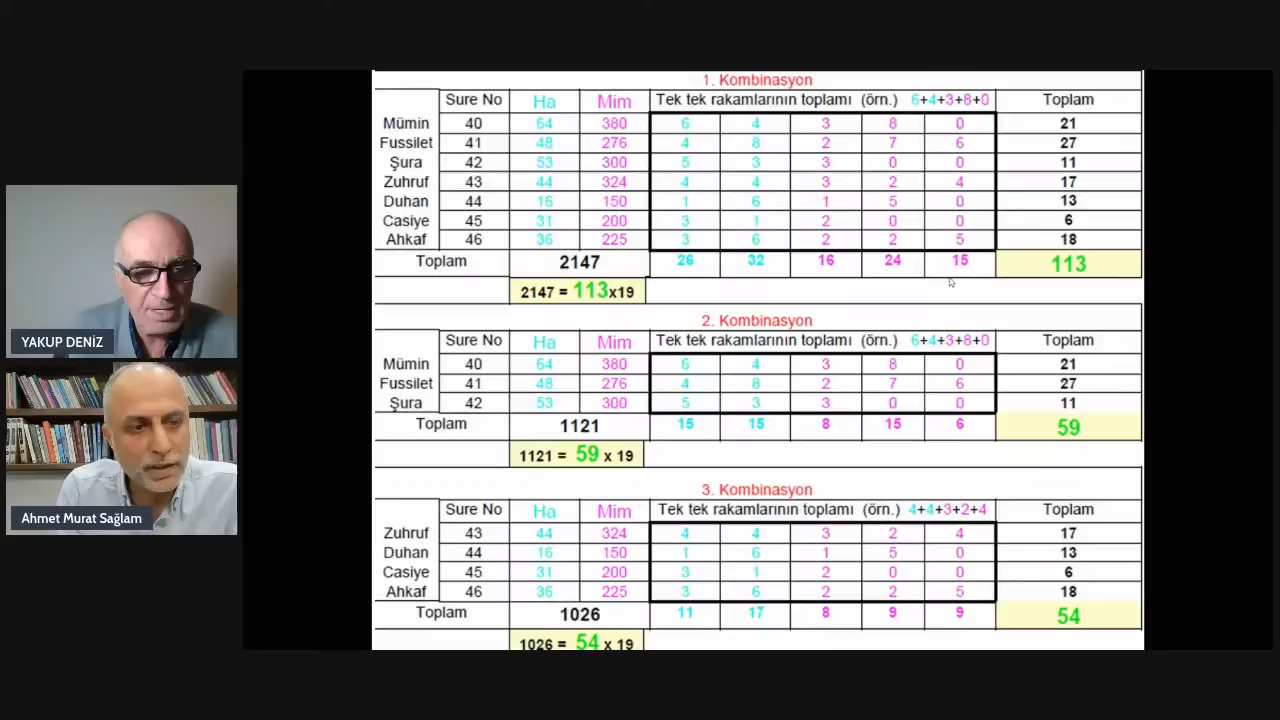 1. Kombinasyon
Sure No Ha Mim Tek tek rakamlarının toplamı (örn.) 6+4+3+8+0 Toplam
Mümin 40 64 380 6 4 3 8 0 21
Fussilet 41 48 276 4 8 2 7 6 27
Şura 42 53 300 5 3 3 0 0 11
Zuhruf 43 44 324 4 4 3 2 4 17
Duhan 44 16 150 1 6 1 5 0 13
Casiye 45 31 200 3 1 2 0 0 6
Ahkaf 46 36 225 3 6 2 2 5 18
Toplam 2147 26 32 16 24 15 113
2147 = 113x19
2. Kombinasyon
Sure No Ha Mim Tek tek rakamlarının toplamı (örn.) 6+4+3+8+0 Toplam
Mümin 40 64 380 6 4 3 8 0 21
Fussilet 41 48 276 4 8 2 7 6 27
Şura 42 53 300 5 3 3 0 0 11
Toplam 1121 15 15 8 15 6 59
1121 = 59 x 19
3. Kombinasyon
Sure No Ha Mim Tek tek rakamlarının toplamı (örn.) 4+4+3+2+4 Toplam
Zuhruf 43 44 324 4 4 3 2 4 17
Duhan 44 16 150 1 6 1 5 0 13
Casiye 45 31 200 3 1 2 0 0 6
Ahkaf 46 36 225 3 6 2 2 5 18
Toplam 1026 11 17 8 9 9 54
1026 = 54 x 19
YAKUP DENİZ
Ahmet Murat Sağlam